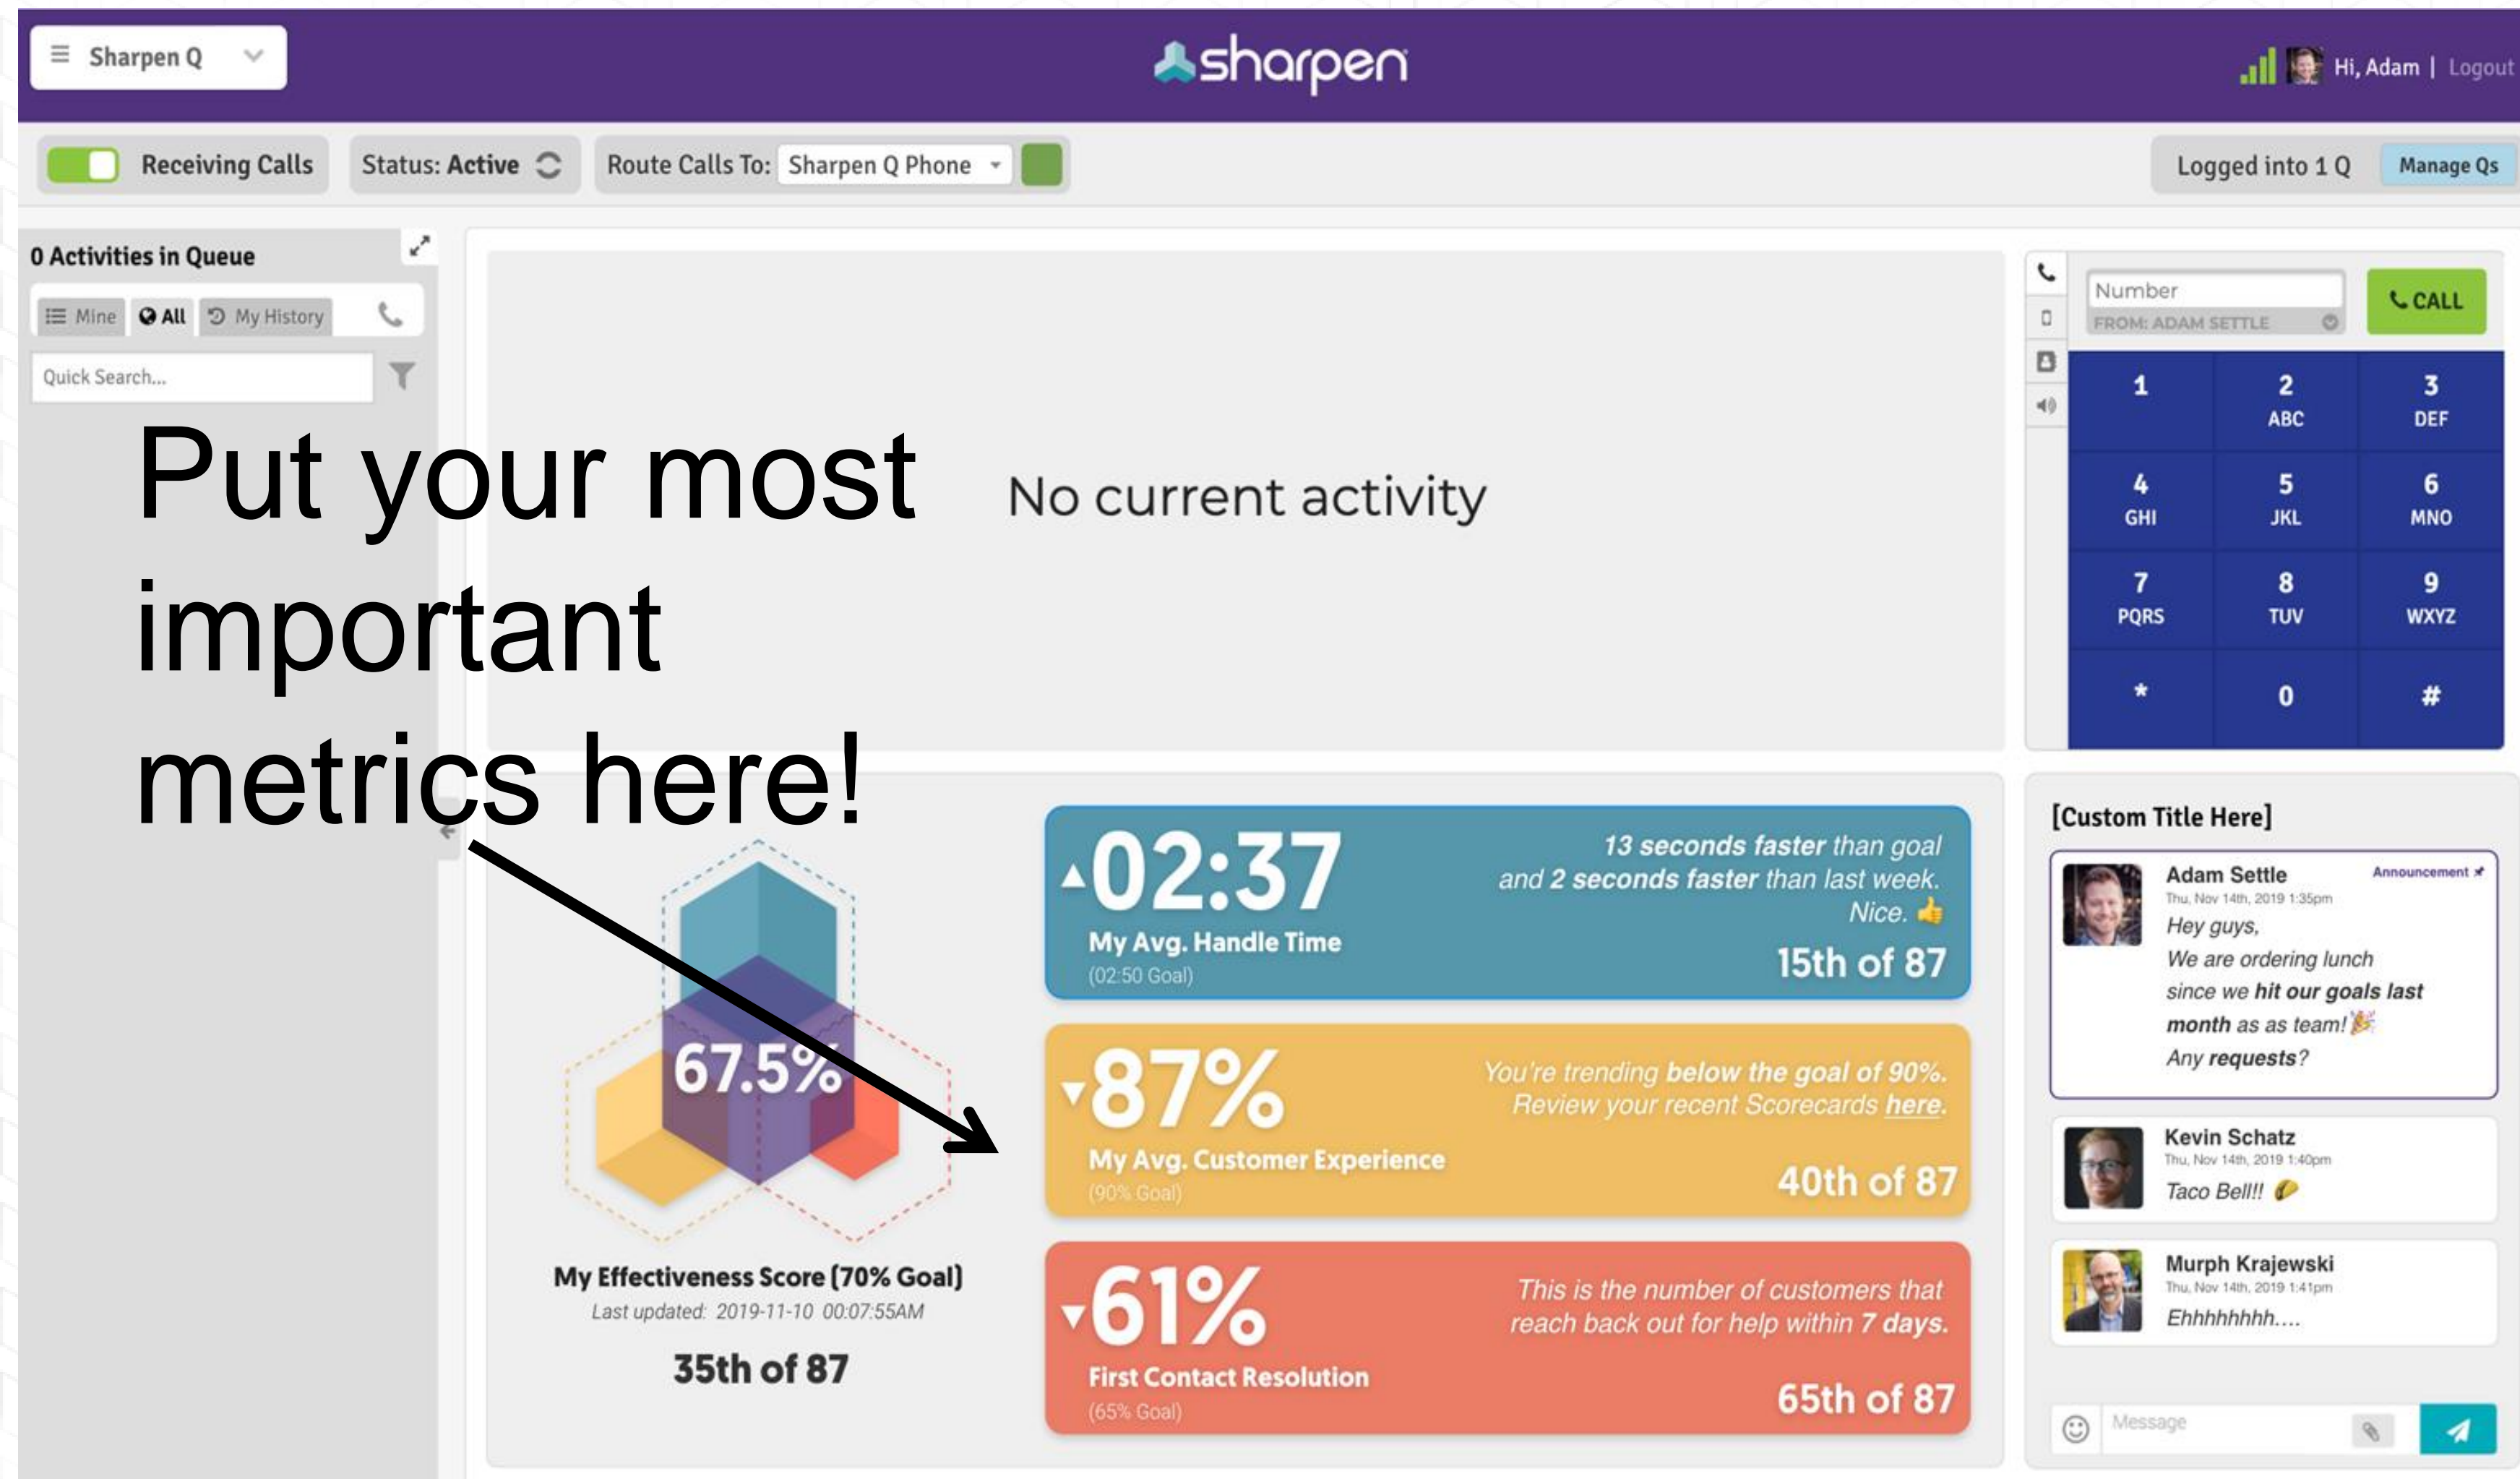 Sharpen Q
sharpen
Hi, Adam | Logout
Receiving Calls
Status: Active
Route Calls To: Sharpen Q Phone
Logged into 1 Q
Manage Qs
0 Activities in Queue
Mine
All
My History
Quick Search...
Put your most
important
metrics here!
No current activity
Number
FROM: ADAM SETTLE
CALL
1
2
3
ABC
DEF
4
5
6
GHI
JKL
MNO
7
8
9
PQRS
TUV
WXYZ
*
0
#
67.5%
My Effectiveness Score (70% Goal)
Last updated: 2019-11-10 00:07:55AM
35th of 87
02:37
My Avg. Handle Time
(02:50 Goal)
13 seconds faster than goal
and 2 seconds faster than last week.
Nice. 👍
15th of 87
87%
My Avg. Customer Experience
(90% Goal)
You're trending below the goal of 90%.
Review your recent Scorecards here.
40th of 87
61%
First Contact Resolution
(65% Goal)
This is the number of customers that
reach back out for help within 7 days.
65th of 87
[Custom Title Here]
Adam Settle
Announcement
Thu, Nov 14th, 2019 1:35pm
Hey guys,
We are ordering lunch
since we hit our goals last
month as as team! 🎉
Any requests?
Kevin Schatz
Thu, Nov 14th, 2019 1:40pm
Taco Bell!! 🌮
Murph Krajewski
Thu, Nov 14th, 2019 1:41pm
Ehhhhhhhh....
Message